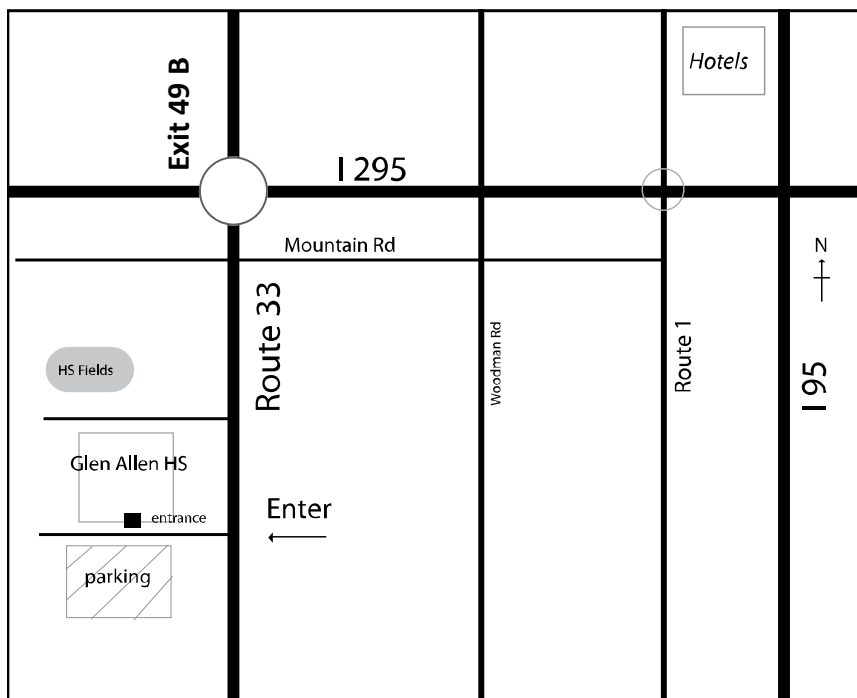 Hotels
Exit 49 B
I 295
Mountain Rd
N
Route 33
Woodman Rd
Route 1
I 95
HS Fields
Glen Allen HS
entrance
Enter
parking